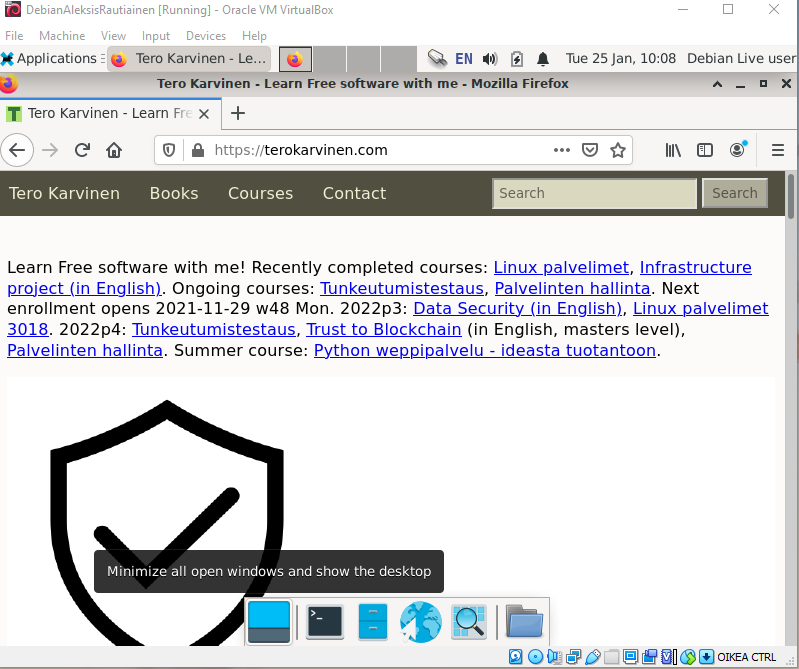 DebianAleksisRautiainen [Running] - Oracle VM VirtualBox
File Machine View Input Devices Help
Applications Tero Karvinen - Le... EN Tue 25 Jan, 10:08 Debian Live user
Tero Karvinen - Learn Free software with me - Mozilla Firefox
Tero Karvinen - Learn Fre
https://terokarvinen.com
Tero Karvinen Books Courses Contact Search Search
Learn Free software with me! Recently completed courses: Linux palvelimet, Infrastructure
project (in English). Ongoing courses: Tunkeutumistestaus, Palvelinten hallinta. Next
enrollment opens 2021-11-29 w48 Mon. 2022p3: Data Security (in English), Linux palvelimet
3018. 2022p4: Tunkeutumistestaus, Trust to Blockchain (in English, masters level),
Palvelinten hallinta. Summer course: Python weppipalvelu - ideasta tuotantoon.
Minimize all open windows and show the desktop
OIKEA CTRL